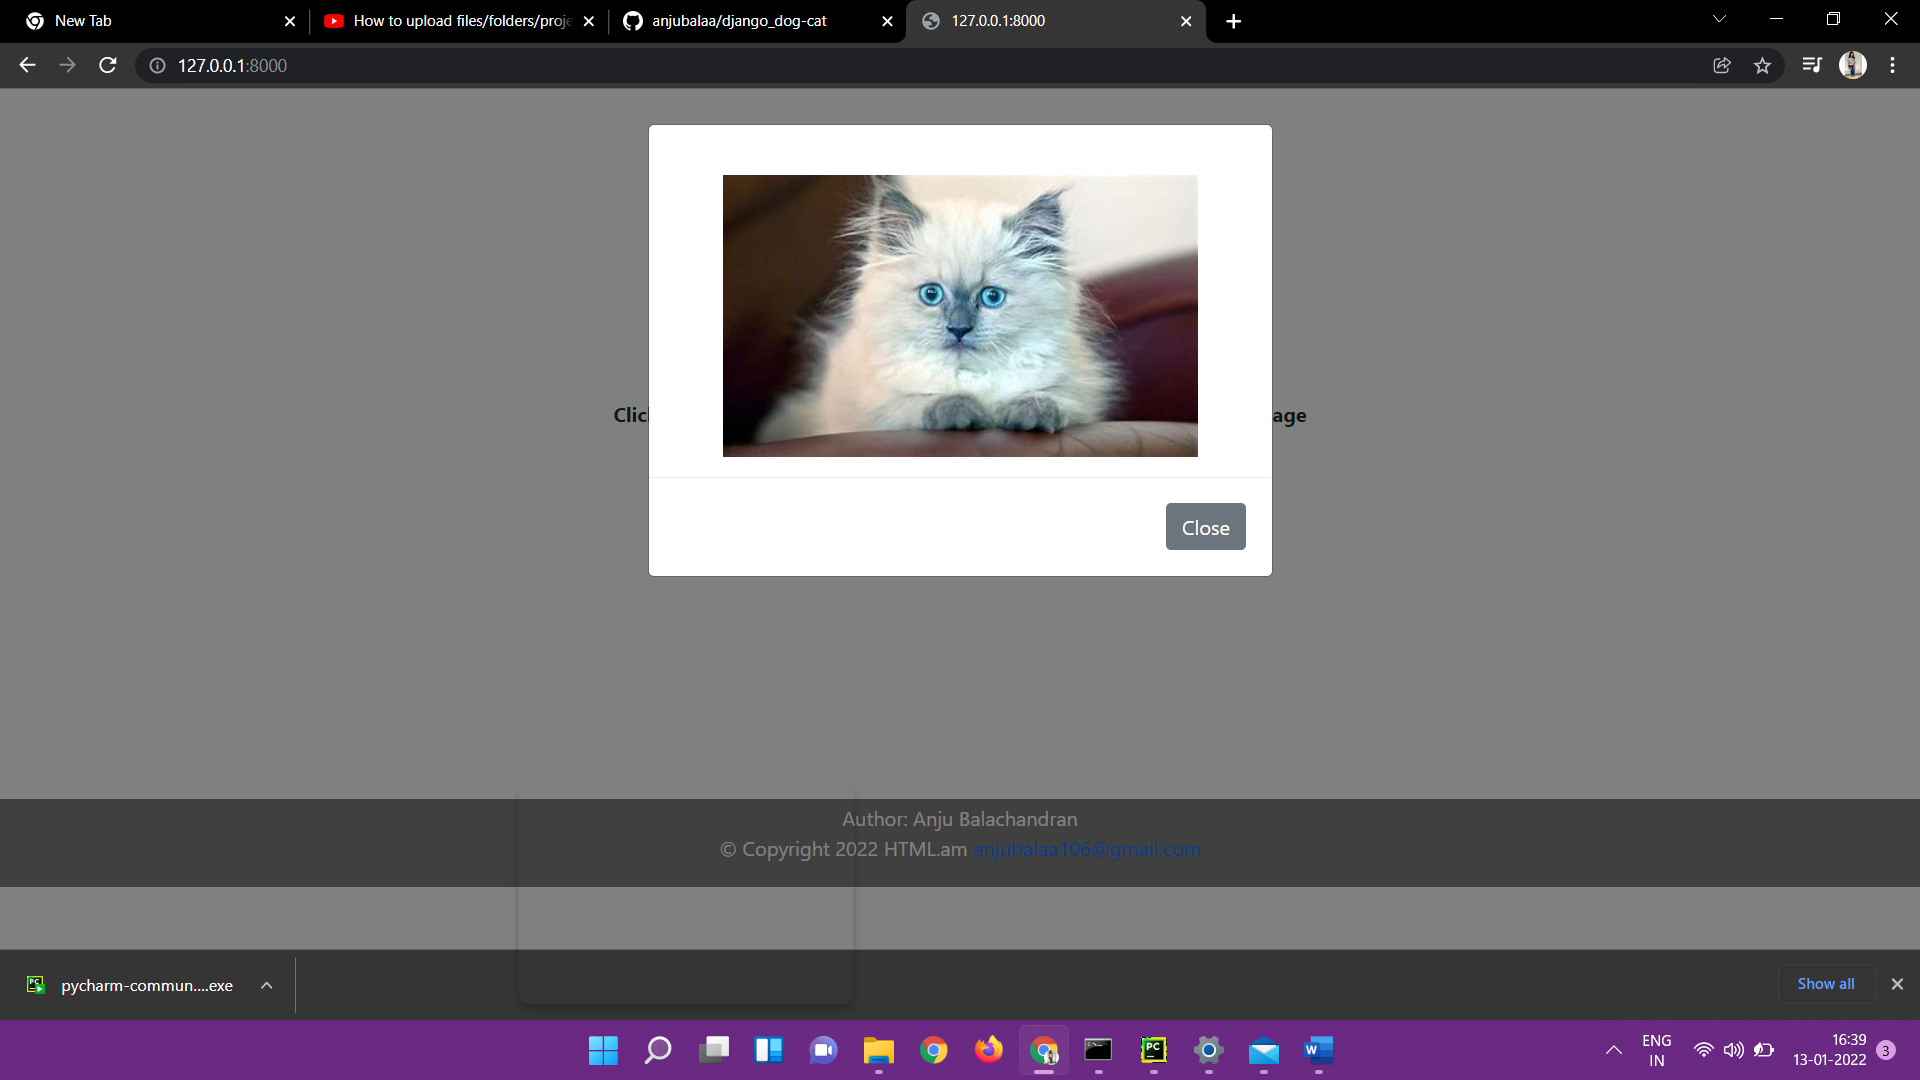 New Tab
How to upload files/folders/proje
anjubalaa/django_dog-cat
127.0.0.1:8000
127.0.0.1:8000
Clic
age
Close
Author: Anju Balachandran
© Copyright 2022 HTML.am anjubalaa106@gmail.com
pycharm-commun....exe
Show all
ENG
IN
16:39
13-01-2022
3